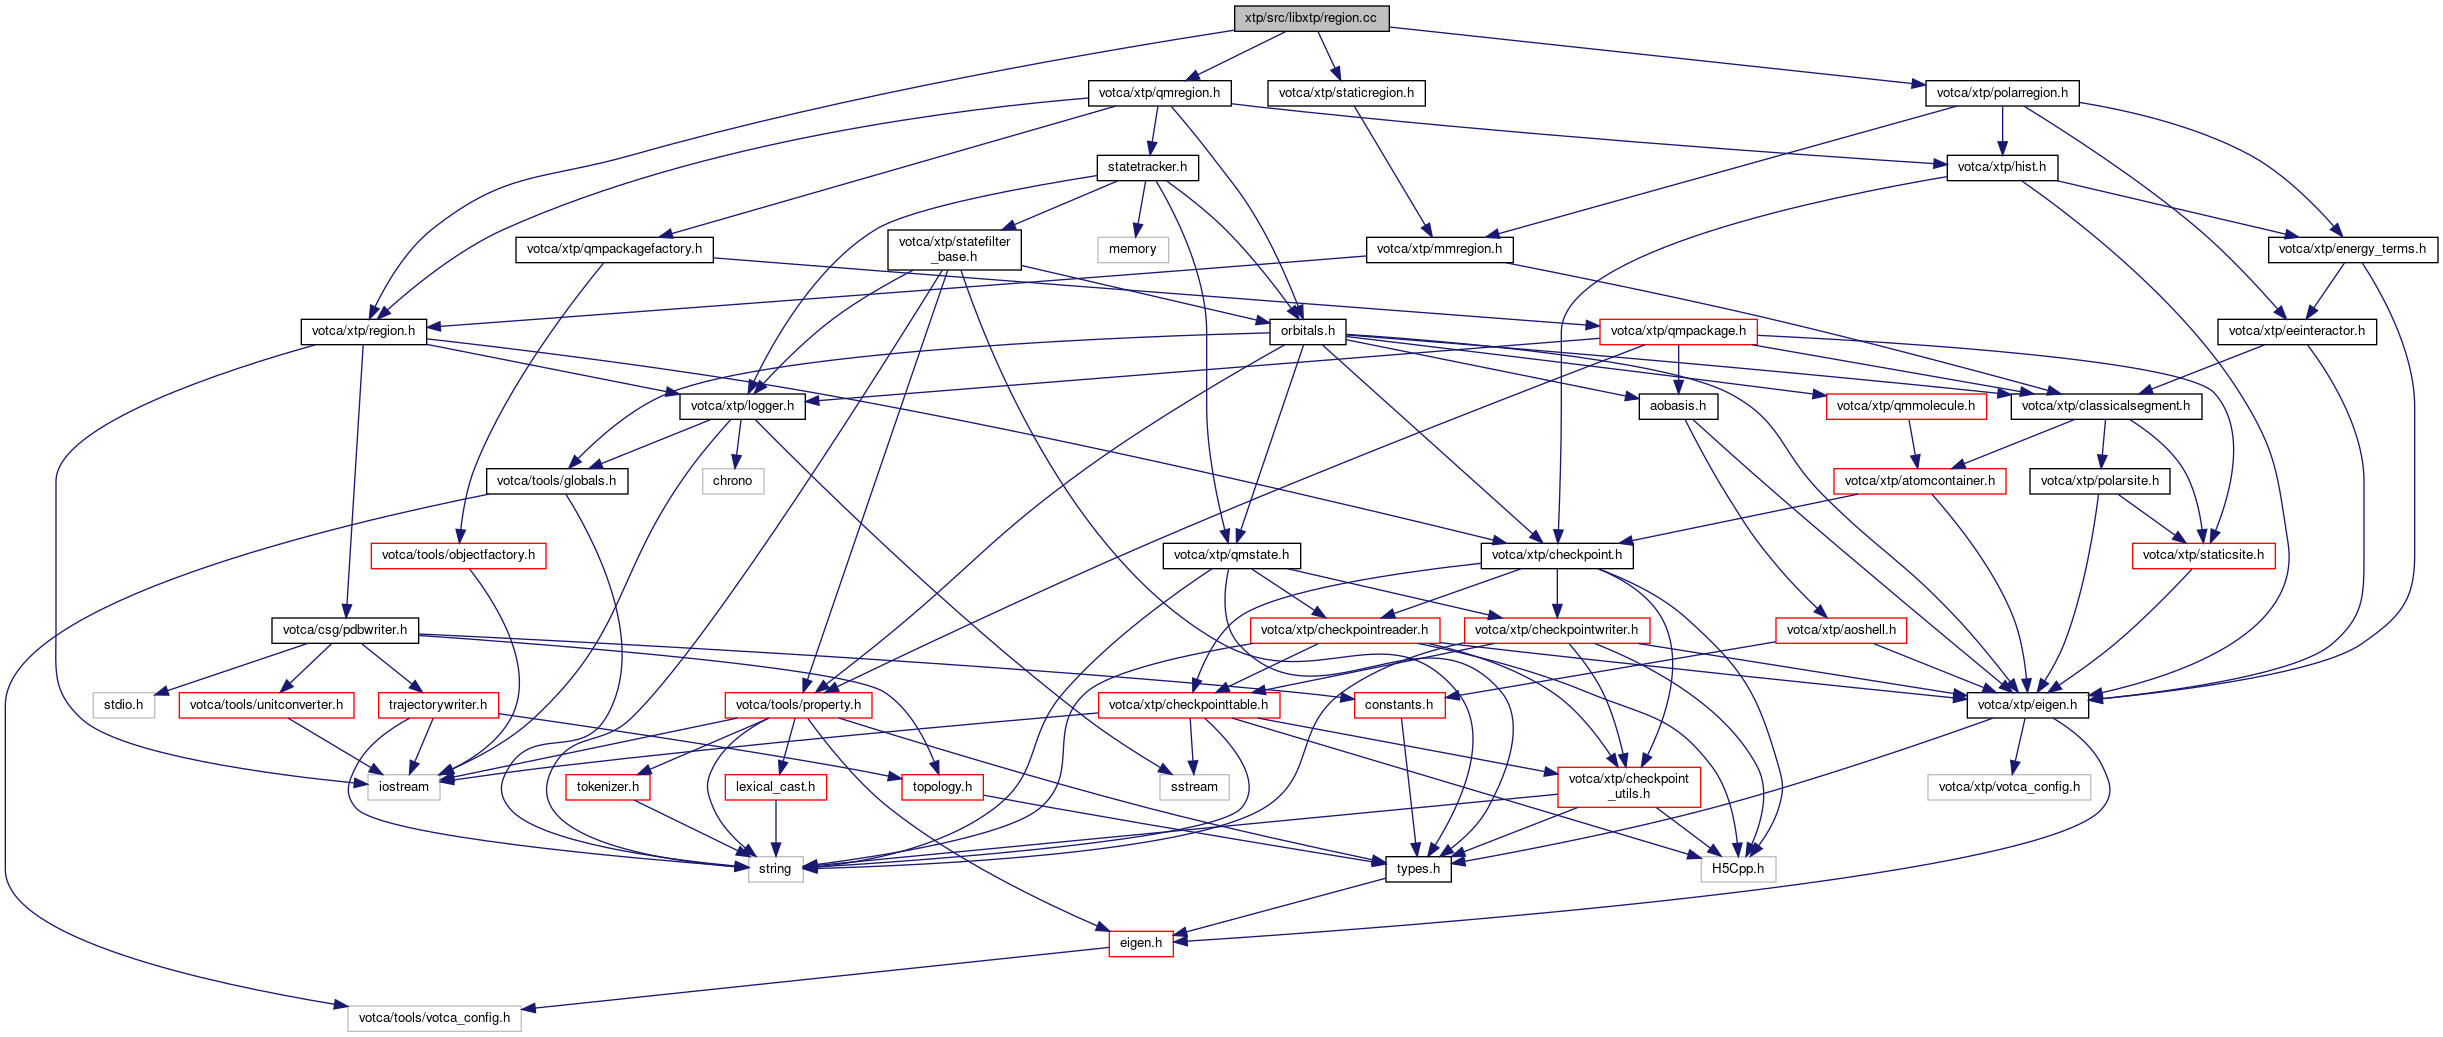 xtp/src/libxtp/region.cc
votca/xtp/qmregion.h
votca/xtp/staticregion.h
votca/xtp/polarregion.h
statetracker.h
votca/xtp/hist.h
votca/xtp/qmpackagefactory.h
votca/xtp/statefilter
_base.h
memory
votca/xtp/mmregion.h
votca/xtp/energy_terms.h
votca/xtp/region.h
orbitals.h
votca/xtp/qmpackage.h
votca/xtp/eeinteractor.h
votca/xtp/logger.h
aobasis.h
votca/xtp/qmmolecule.h
votca/xtp/classicalsegment.h
votca/tools/globals.h
chrono
votca/xtp/atomcontainer.h
votca/xtp/polarsite.h
votca/tools/objectfactory.h
votca/xtp/qmstate.h
votca/xtp/checkpoint.h
votca/xtp/staticsite.h
votca/csg/pdbwriter.h
votca/xtp/checkpointreader.h
votca/xtp/checkpointwriter.h
votca/xtp/aoshell.h
stdio.h
votca/tools/unitconverter.h
trajectorywriter.h
votca/tools/property.h
votca/xtp/checkpointtable.h
constants.h
votca/xtp/eigen.h
iostream
tokenizer.h
lexical_cast.h
topology.h
sstream
votca/xtp/checkpoint
_utils.h
votca/xtp/votca_config.h
string
types.h
H5Cpp.h
eigen.h
votca/tools/votca_config.h